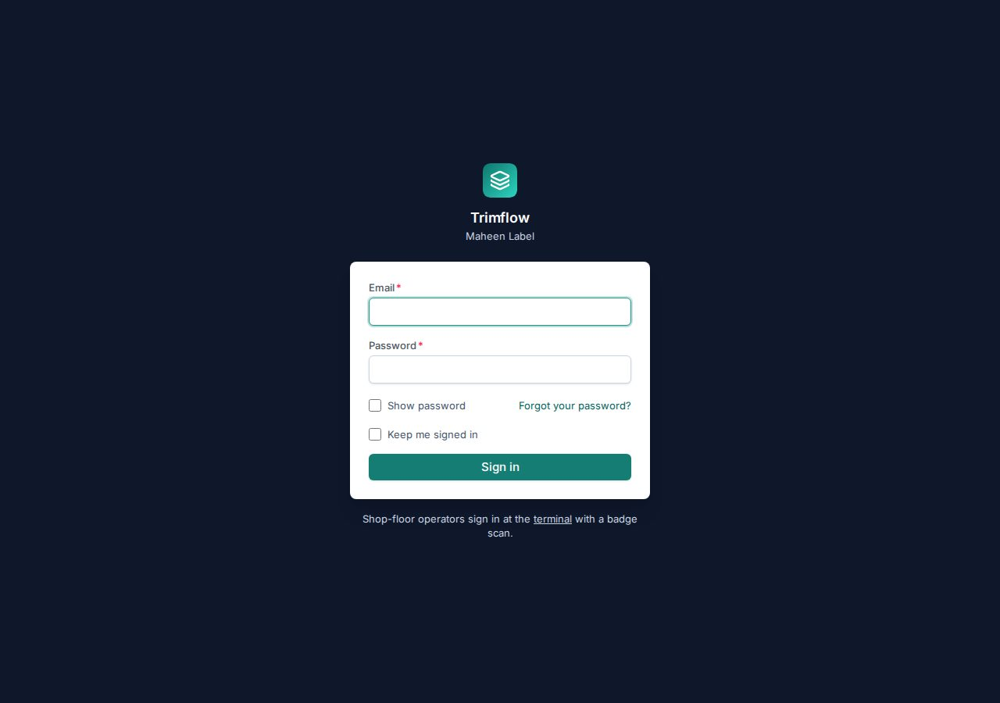 Trimflow
Maheen Label
Email*
Password*
Show password
Forgot your password?
Keep me signed in
Sign in
Shop-floor operators sign in at the terminal with a badge
scan.